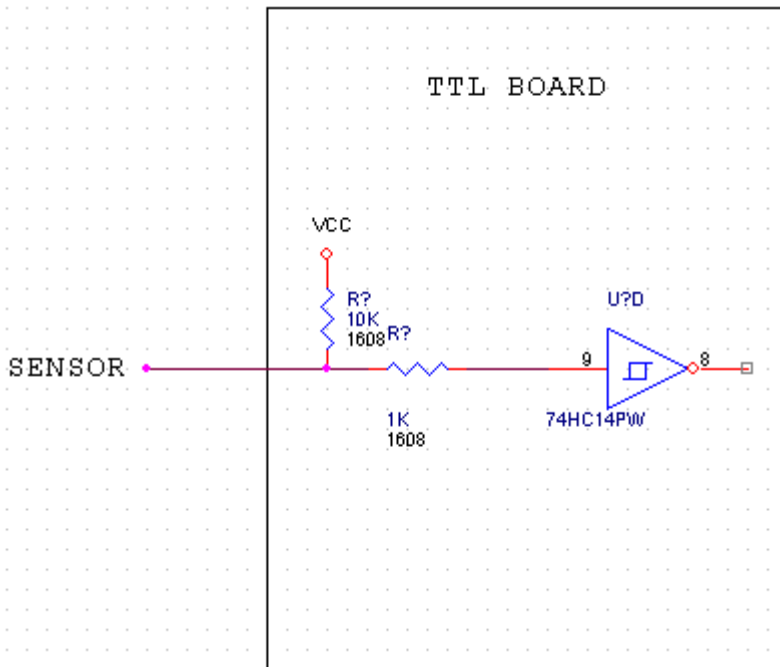 TTL BOARD
VCC
R?
10K
1608
R?
U?D
SENSOR
9
8
1K
1608
74HC14PW